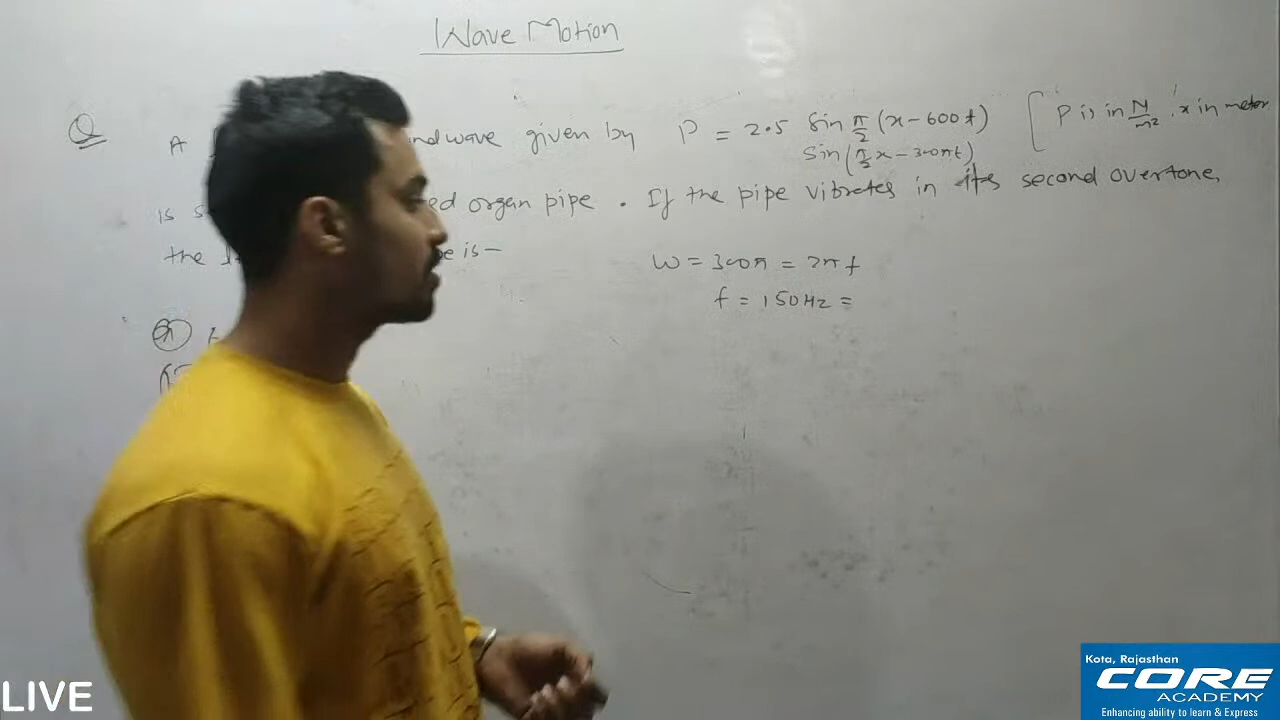 Wave Motion
Q A ndwave given by P = 2.5 Sin π/2 (x - 600t) [ P is in N/m², x in meter
Sin(π/2 x - 300πt)
is s ed organ pipe . If the pipe vibrates in its second overtone,
the l e is -
ω = 300π = 2πf
f = 150Hz =
LIVE
Kota, Rajasthan
CORE
ACADEMY
Enhancing ability to learn & Express